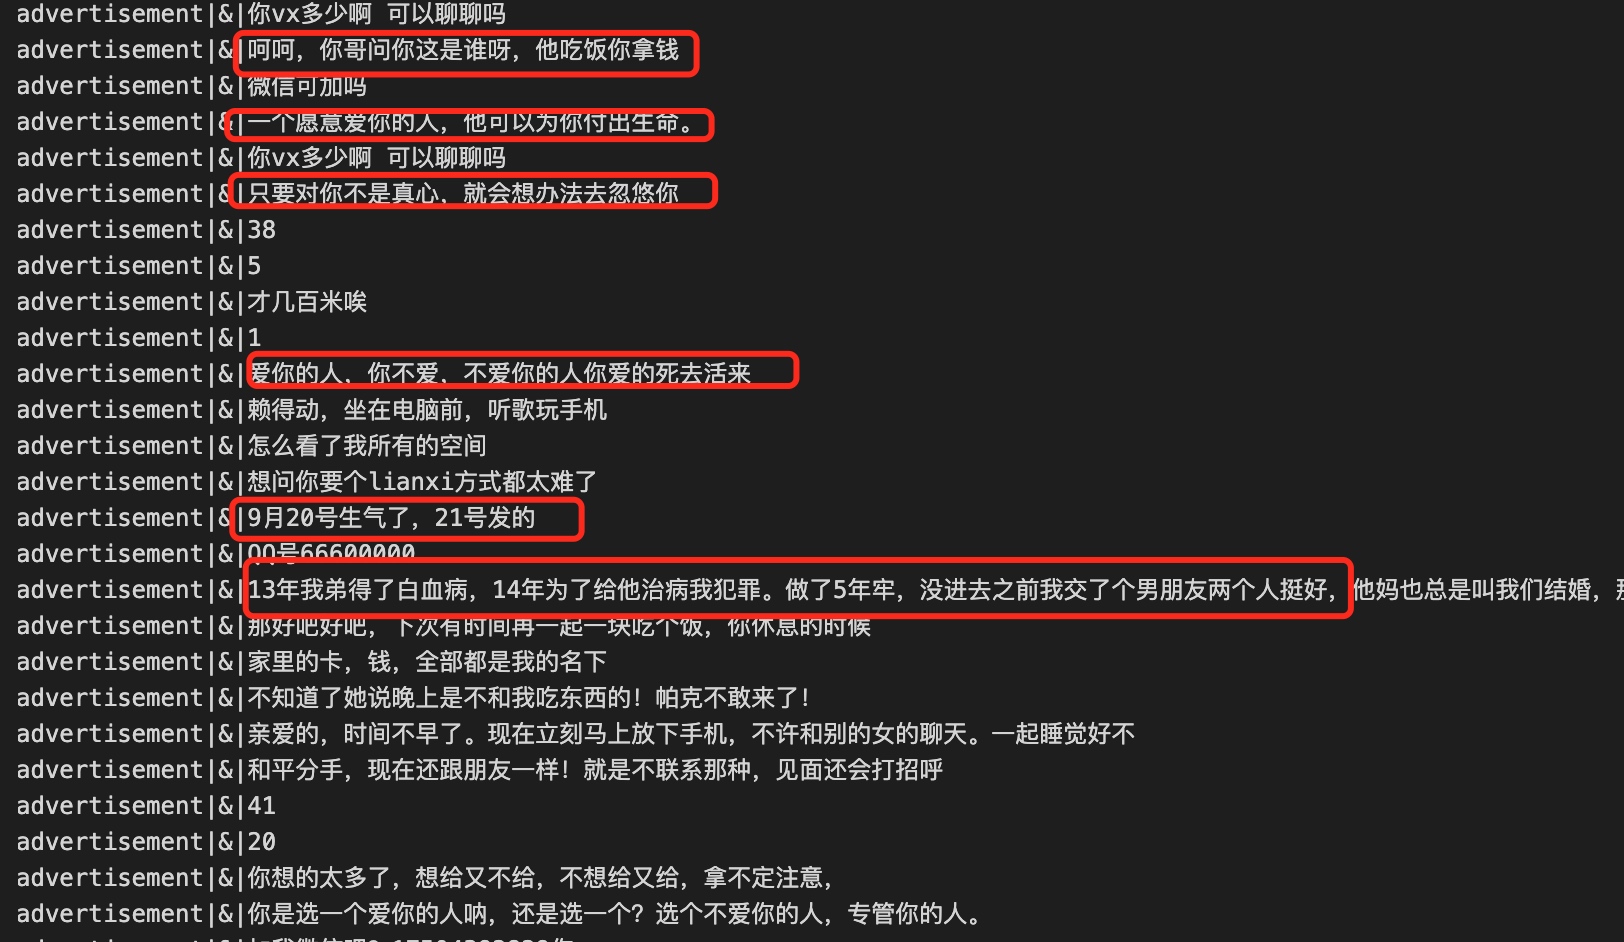 advertisement|&|你vx多少啊 可以聊聊吗
advertisement|&|呵呵，你哥问你这是谁呀，他吃饭你拿钱
advertisement|&|微信可加吗
advertisement|&|一个愿意爱你的人，他可以为你付出生命。
advertisement|&|你vx多少啊 可以聊聊吗
advertisement|&|只要对你不是真心，就会想办法去忽悠你
advertisement|&|38
advertisement|&|5
advertisement|&|才几百米唉
advertisement|&|1
advertisement|&|爱你的人，你不爱，不爱你的人你爱的死去活来
advertisement|&|赖得动，坐在电脑前，听歌玩手机
advertisement|&|怎么看了我所有的空间
advertisement|&|想问你要个lianxi方式都太难了
advertisement|&|9月20号生气了，21号发的
advertisement|&|QQ号66600000
advertisement|&|13年我弟得了白血病，14年为了给他治病我犯罪。做了5年牢，没进去之前我交了个男朋友两个人挺好，他妈也总是叫我们结婚，
advertisement|&|那好吧好吧，下次有时间再一起一块吃个饭，你休息的时候
advertisement|&|家里的卡，钱，全部都是我的名下
advertisement|&|不知道了她说晚上是不和我吃东西的！帕克不敢来了！
advertisement|&|亲爱的，时间不早了。现在立刻马上放下手机，不许和别的女的聊天。一起睡觉好不
advertisement|&|和平分手，现在还跟朋友一样！就是不联系那种，见面还会打招呼
advertisement|&|41
advertisement|&|20
advertisement|&|你想的太多了，想给又不给，不想给又给，拿不定注意，
advertisement|&|你是选一个爱你的人呐，还是选一个？选个不爱你的人，专管你的人。